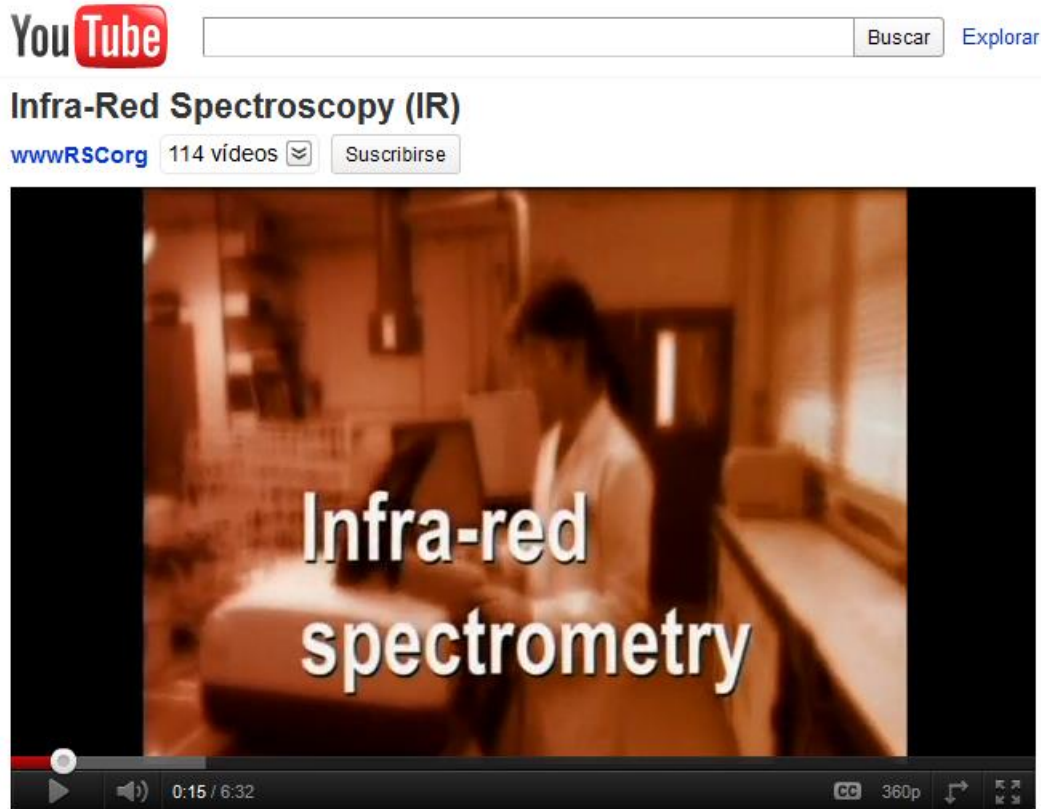 You Tube
Buscar Explorar
Infra-Red Spectroscopy (IR)
wwwRSCorg 114 vídeos Suscribirse
Infra-red
spectrometry
0:15 / 6:32 CC 360p